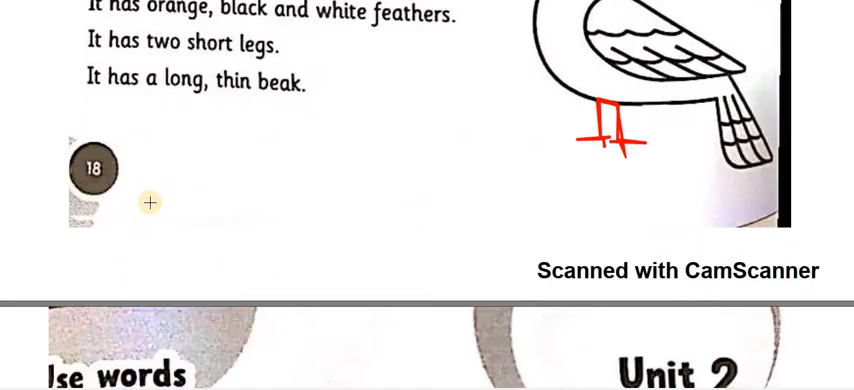 It has orange, black and white feathers.
It has two short legs.
It has a long, thin beak.
18
Scanned with CamScanner
Use words
Unit 2